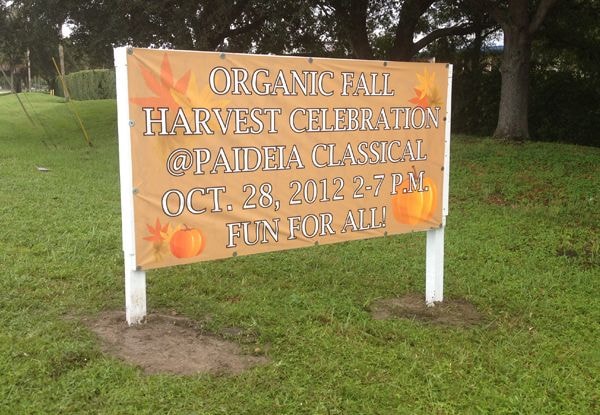 ORGANIC FALL
HARVEST CELEBRATION
@PAIDEIA CLASSICAL
OCT. 28, 2012 2-7 P.M.
FUN FOR ALL!